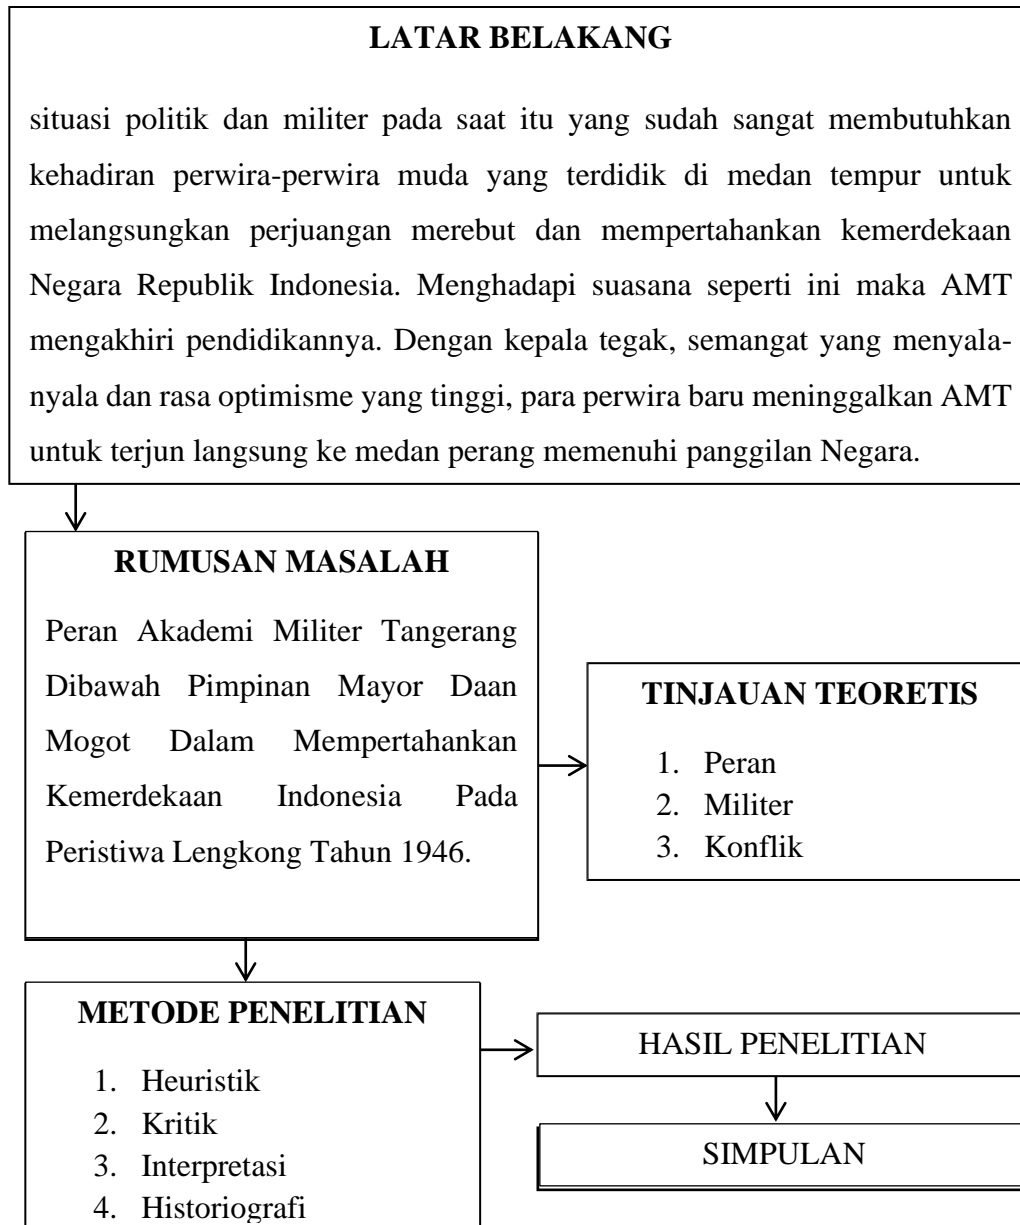 LATAR BELAKANG
situasi politik dan militer pada saat itu yang sudah sangat membutuhkan
kehadiran perwira-perwira muda yang terdidik di medan tempur untuk
melangsungkan perjuangan merebut dan mempertahankan kemerdekaan
Negara Republik Indonesia. Menghadapi suasana seperti ini maka AMT
mengakhiri pendidikannya. Dengan kepala tegak, semangat yang menyala-
nyala dan rasa optimisme yang tinggi, para perwira baru meninggalkan AMT
untuk terjun langsung ke medan perang memenuhi panggilan Negara.
RUMUSAN MASALAH
Peran Akademi Militer Tangerang
Dibawah Pimpinan Mayor Daan
Mogot Dalam Mempertahankan
Kemerdekaan Indonesia Pada
Peristiwa Lengkong Tahun 1946.
TINJAUAN TEORETIS
1. Peran
2. Militer
3. Konflik
METODE PENELITIAN
1. Heuristik
2. Kritik
3. Interpretasi
4. Historiografi
HASIL PENELITIAN
SIMPULAN